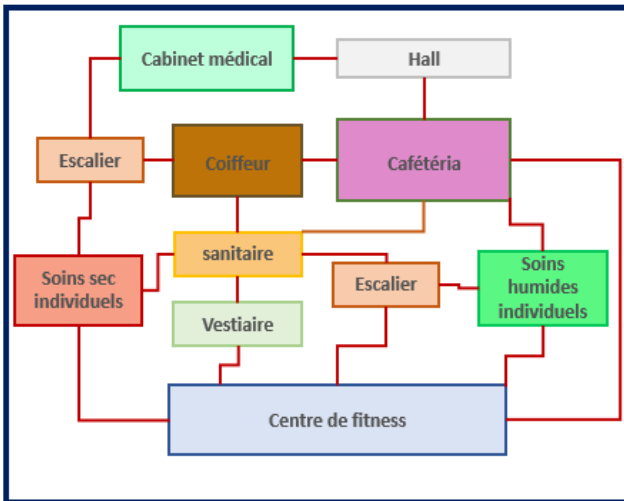 Cabinet médical
Hall
Escalier
Coiffeur
Cafétéria
sanitaire
Soins sec
individuels
Escalier
Soins
humides
individuels
Vestiaire
Centre de fitness